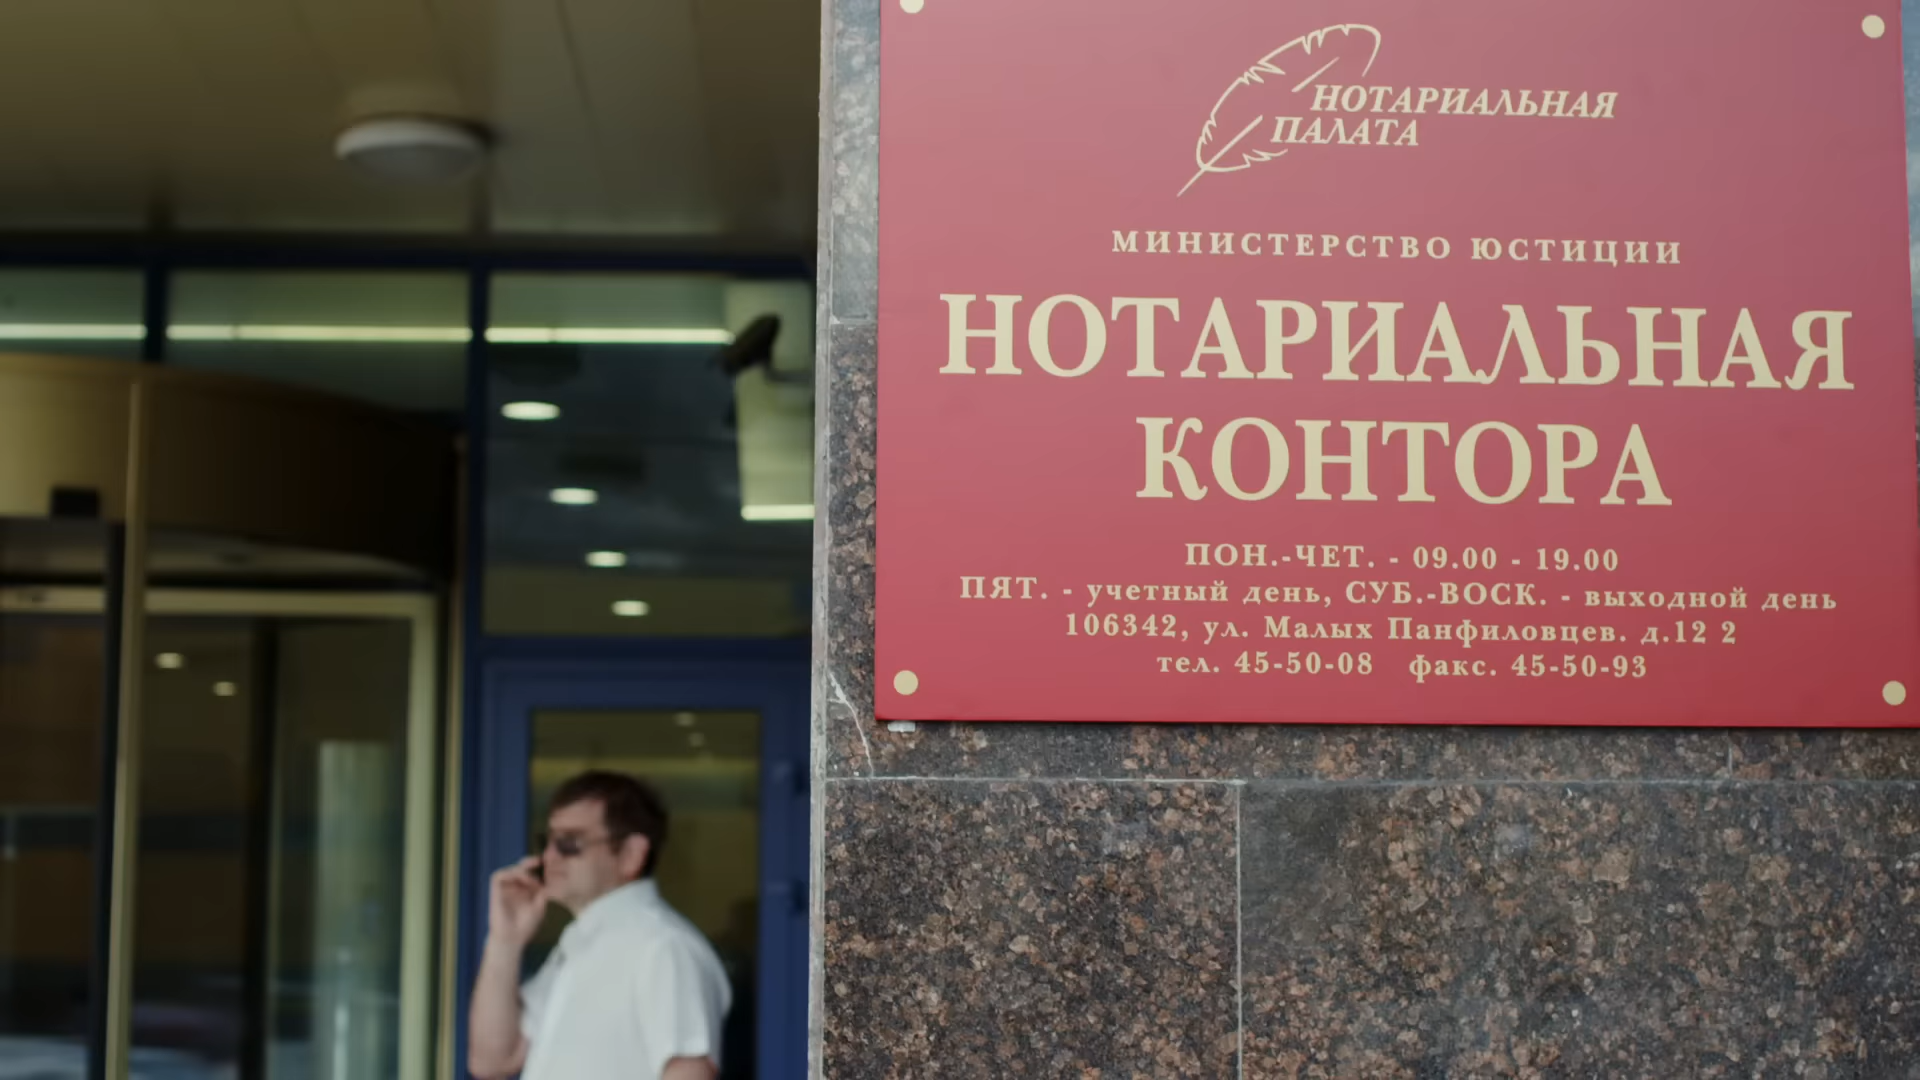 НОТАРИАЛЬНАЯ
ПАЛАТА
МИНИСТЕРСТВО ЮСТИЦИИ
НОТАРИАЛЬНАЯ
КОНТОРА
ПОН.-ЧЕТ. - 09.00 - 19.00
ПЯТ. - учетный день, СУБ.-ВОСК. - выходной день
106342, ул. Малых Панфиловцев. д.12 2
тел. 45-50-08 факс. 45-50-93